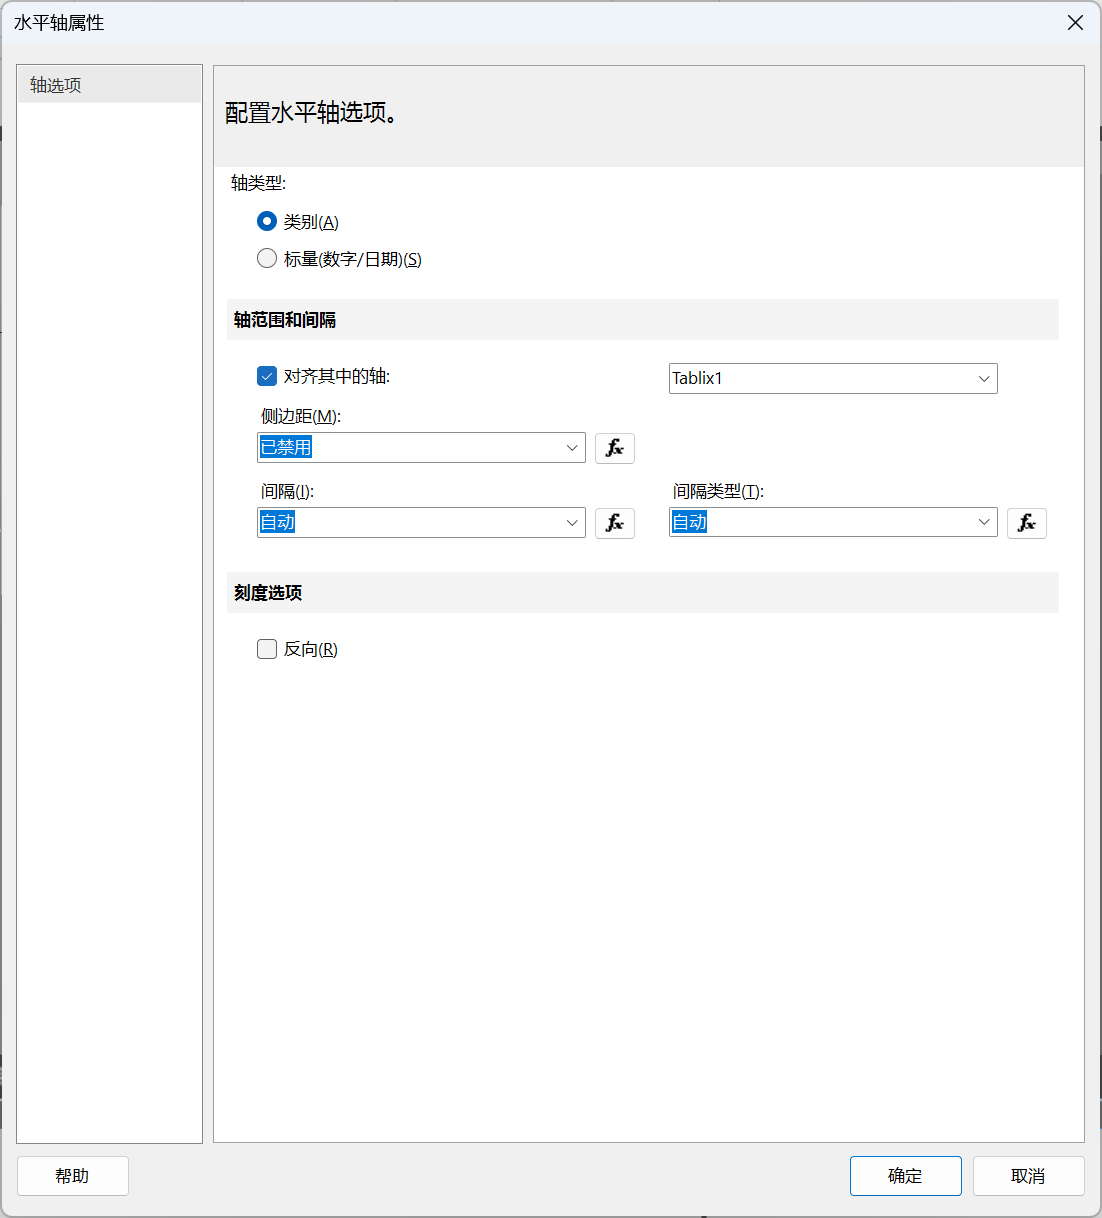 水平轴属性
轴选项
配置水平轴选项。
轴类型:
类别(A)
标量(数字/日期)(S)
轴范围和间隔
对齐其中的轴:
Tablix1
侧边距(M):
已禁用
fx
间隔(I):
间隔类型(T):
自动
fx
自动
fx
刻度选项
反向(R)
帮助
确定
取消